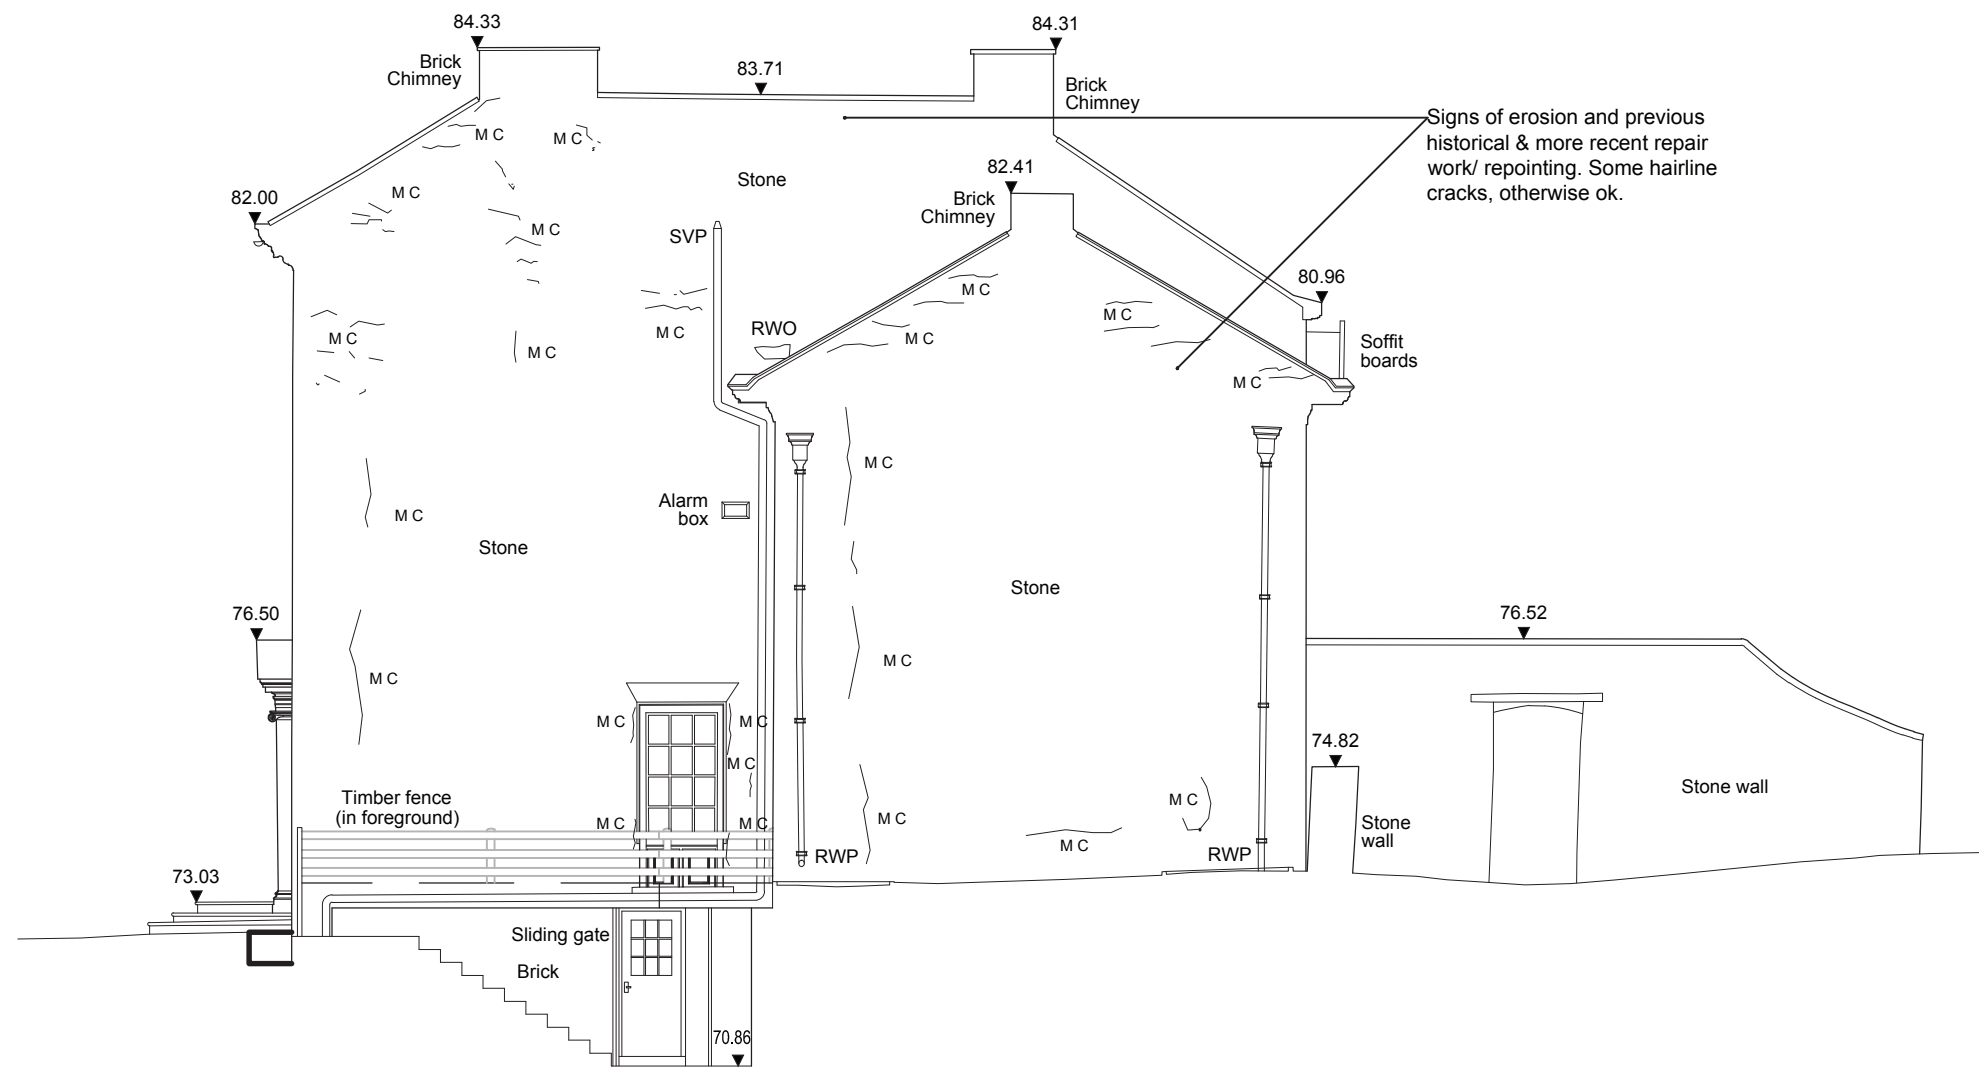 84.33
84.31
Brick
Chimney
83.71
Brick
Chimney
Signs of erosion and previous
historical & more recent repair
work/ repointing. Some hairline
cracks, otherwise ok.
M C
M C
82.41
Stone
M C
82.00
Brick
Chimney
M C
SVP
80.96
M C
M C
RWO
M C
M C
M C
M C
M C
Soffit
boards
M C
M C
Alarm
box
M C
Stone
Stone
76.50
76.52
M C
M C
M C
M C
74.82
M C
Stone wall
Timber fence
(in foreground)
M C
M C
M C
M C
Stone
wall
M C
RWP
RWP
73.03
Sliding gate
Brick
70.86